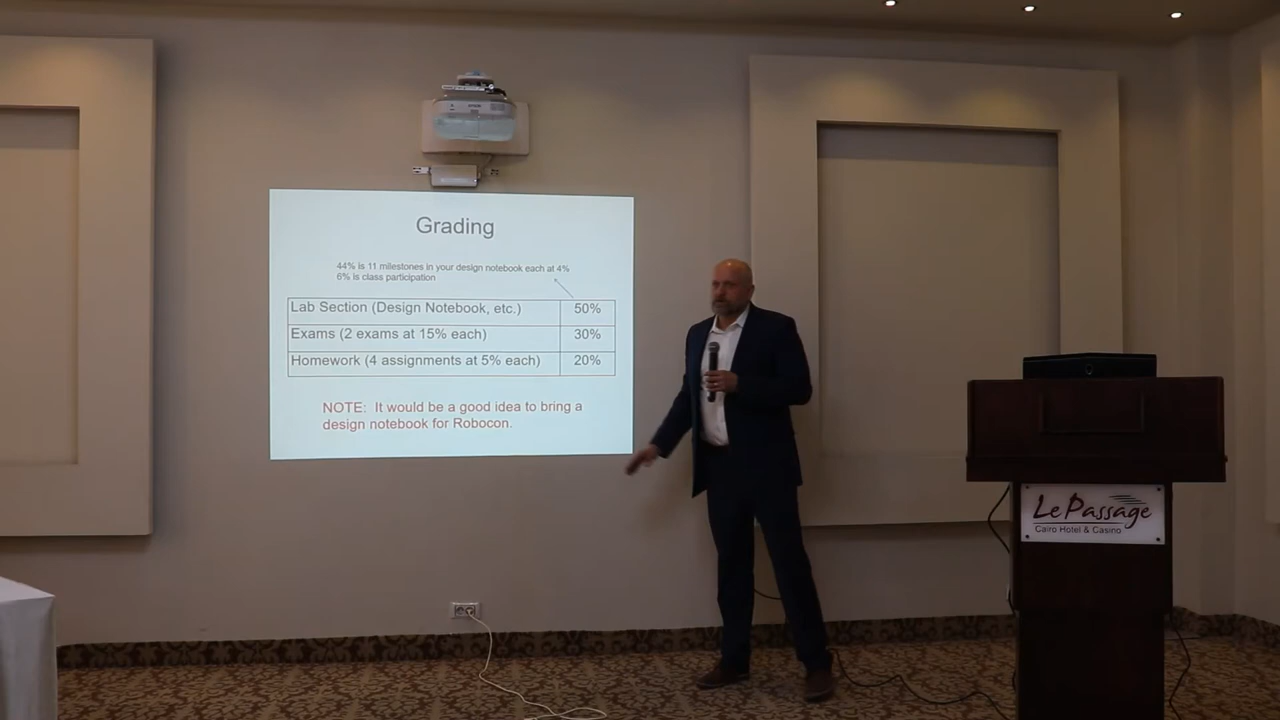 EPSON
Grading
44% is 11 milestones in your design notebook each at 4%
6% is class participation
Lab Section (Design Notebook, etc.) 50%
Exams (2 exams at 15% each) 30%
Homework (4 assignments at 5% each) 20%
NOTE: It would be a good idea to bring a
design notebook for Robocon.
Le Passage
Cairo Hotel & Casino